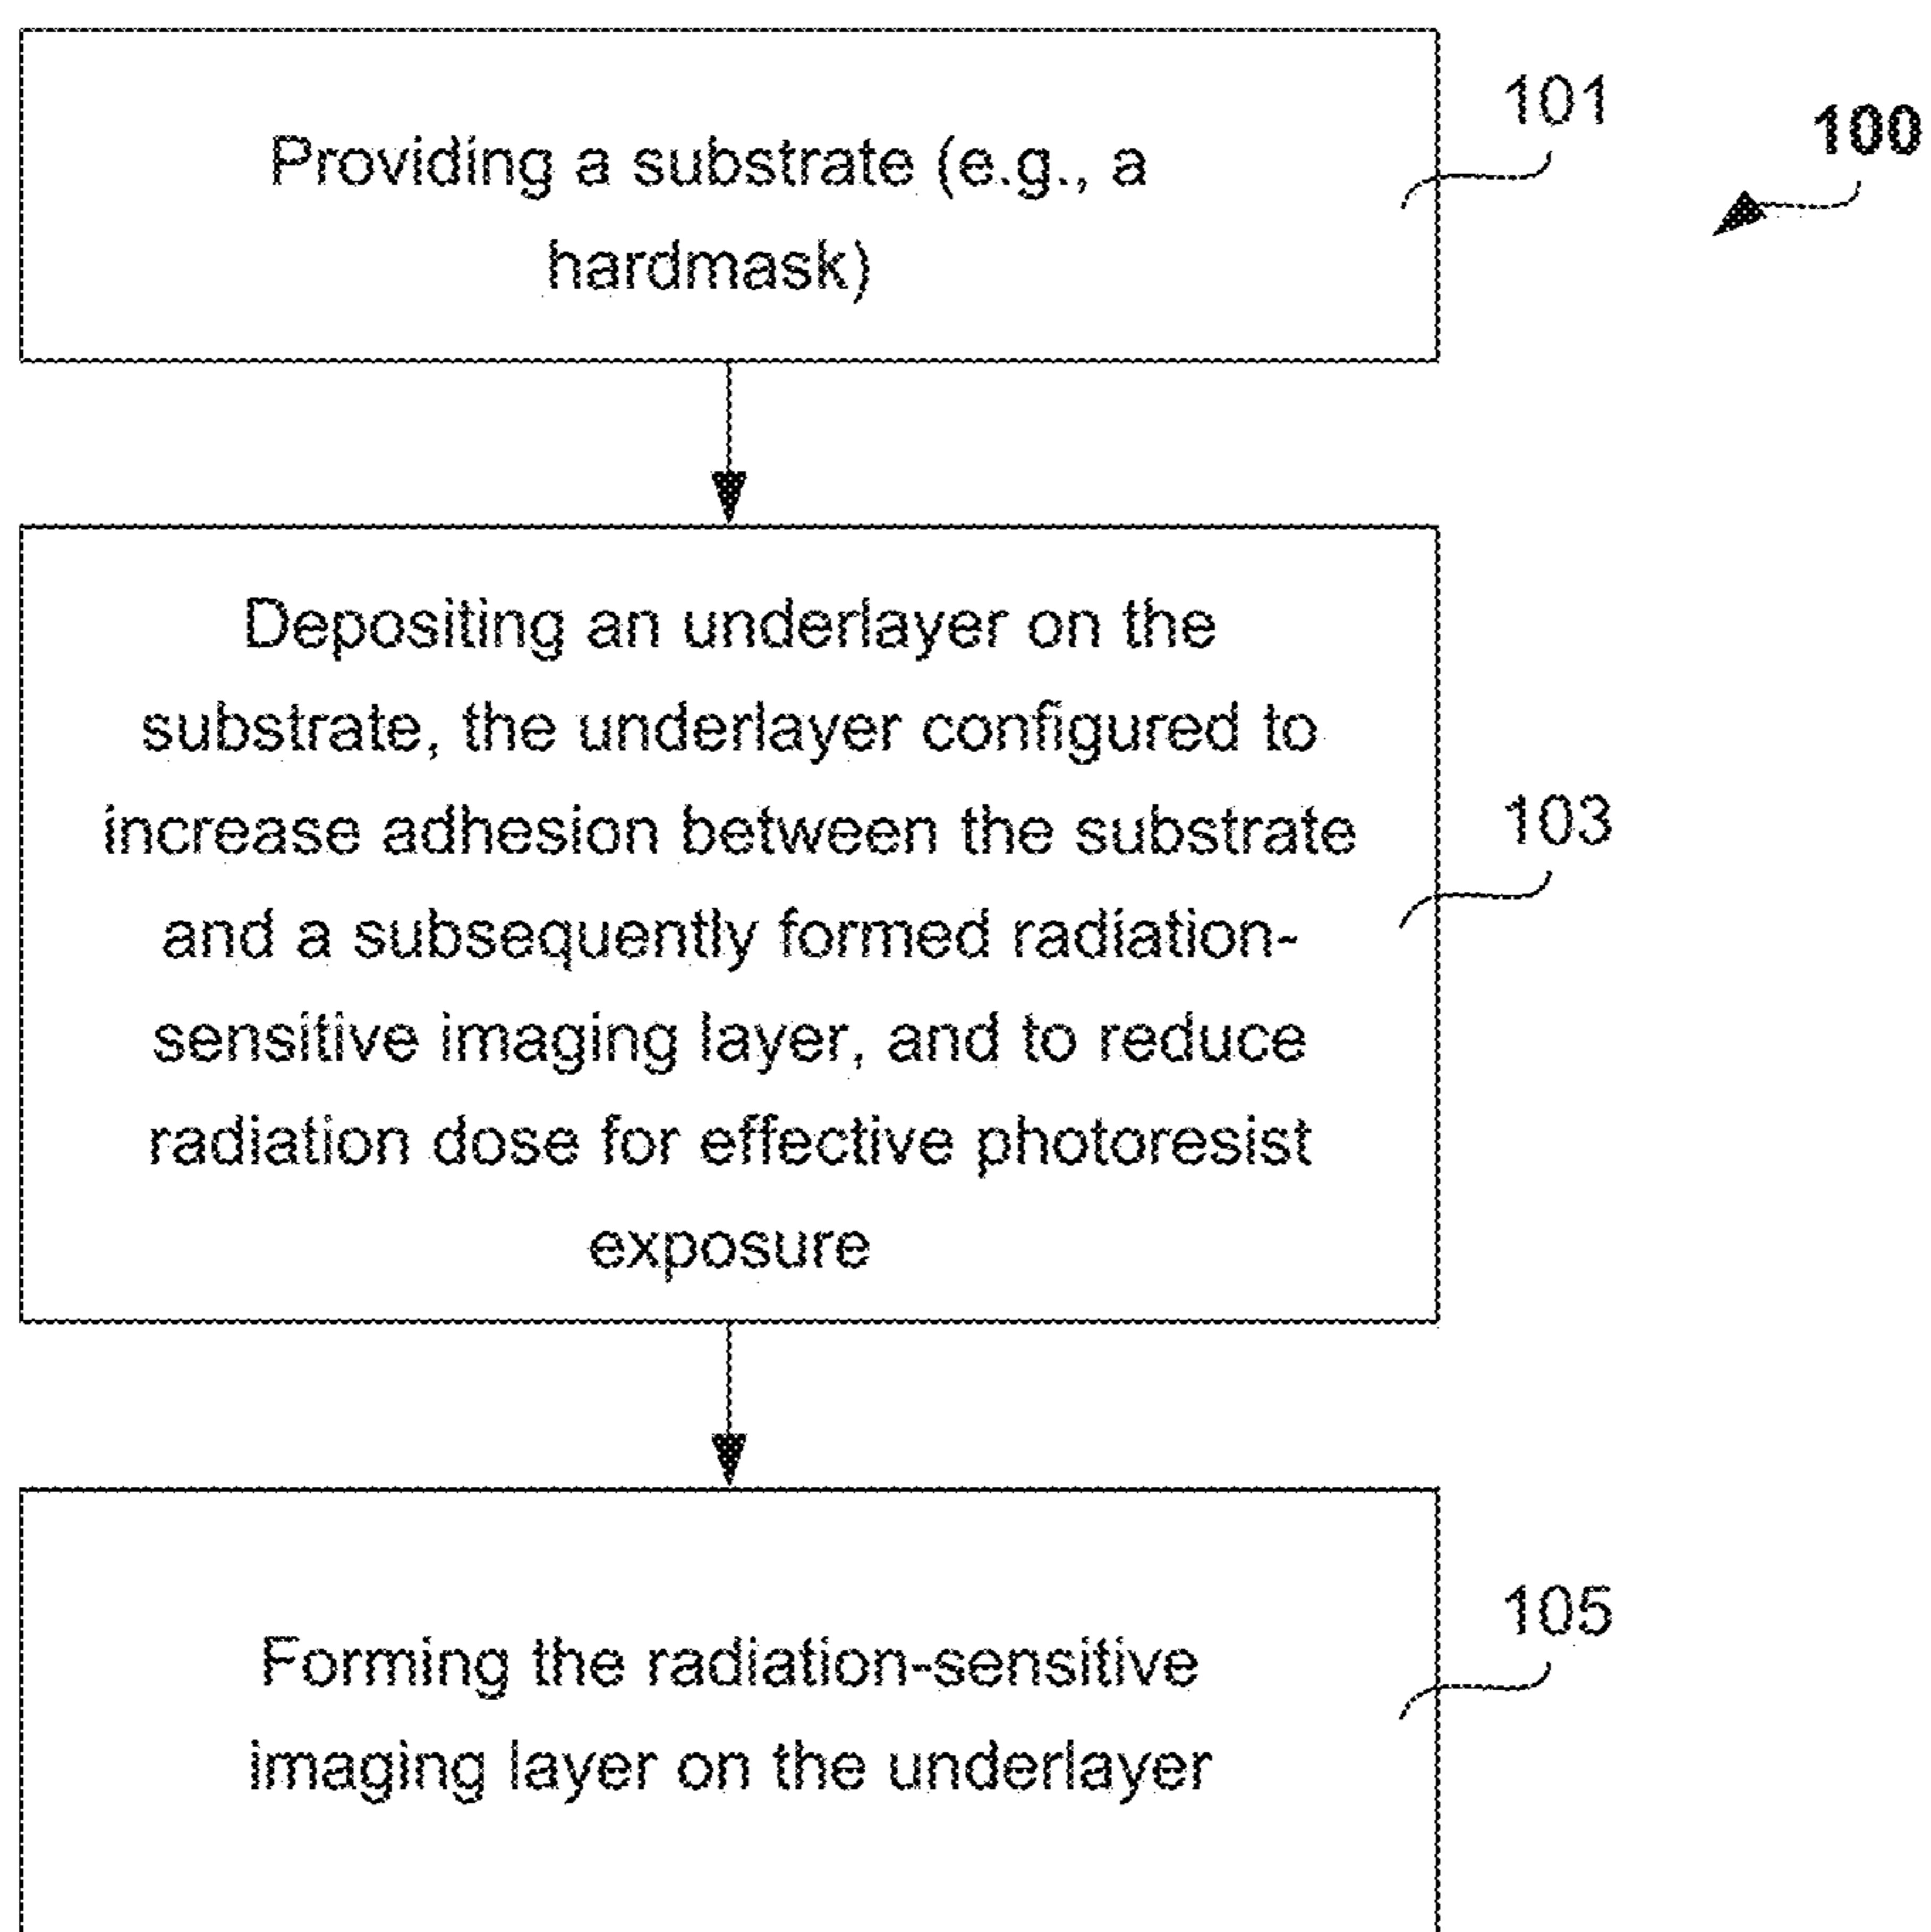 Providing a substrate (e.g., a
hardmask)
101
100
Depositing an underlayer on the
substrate, the underlayer configured to
increase adhesion between the substrate
and a subsequently formed radiation-
sensitive imaging layer, and to reduce
radiation dose for effective photoresist
exposure
103
Forming the radiation-sensitive
imaging layer on the underlayer
105